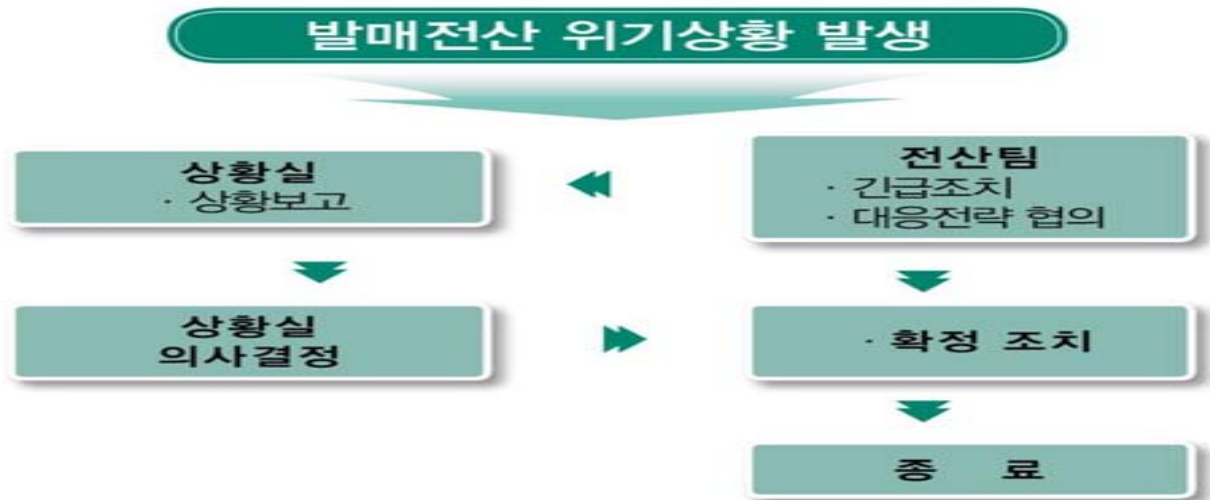 발매전산 위기상황 발생
상황실
· 상황보고
전산팀
· 긴급조치
· 대응전략 협의
상황실
의사결정
· 확정 조치
종 료